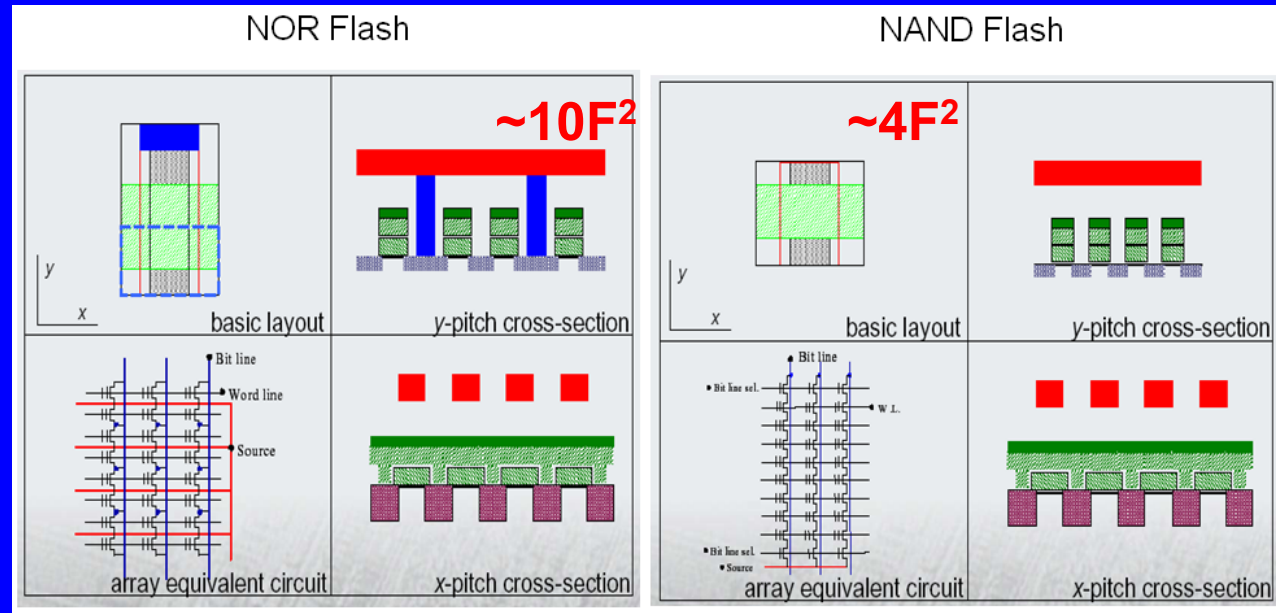 NOR Flash
~10F²
y
x
basic layout
y-pitch cross-section
Bit line
Word line
Source
array equivalent circuit
x-pitch cross-section
NAND Flash
~4F²
y
x
basic layout
y-pitch cross-section
Bit line
Bit line sel.
W.L.
Bit line sel.
Source
array equivalent circuit
x-pitch cross-section